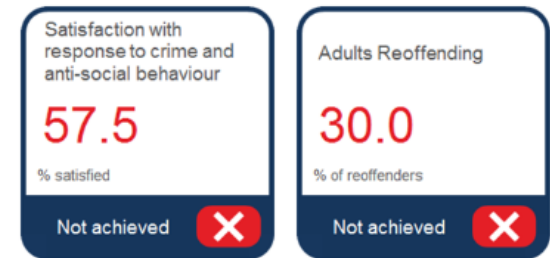 Satisfaction with
response to crime and
anti-social behaviour
57.5
% satisfied
Not achieved
Adults Reoffending
30.0
% of reoffenders
Not achieved